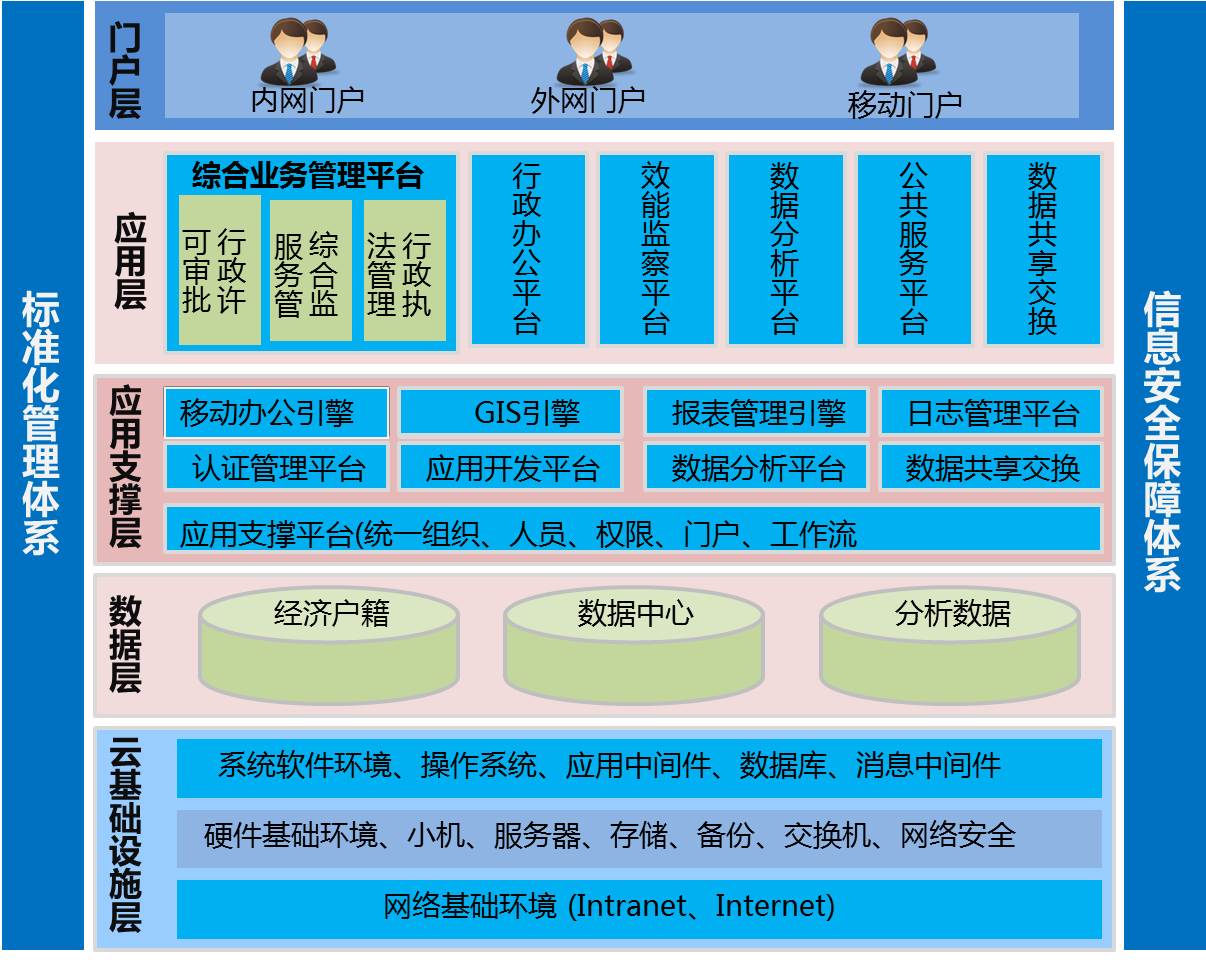 标准化管理体系
门户层
内网门户
外网门户
移动门户
应用层
综合业务管理平台
行政许
可审批
综合监
服务管
行政执
法管理
行政办公平台
效能监察平台
数据分析平台
公共服务平台
数据共享交换
应用支撑层
移动办公引擎
GIS引擎
报表管理引擎
日志管理平台
认证管理平台
应用开发平台
数据分析平台
数据共享交换
应用支撑平台(统一组织、人员、权限、门户、工作流
数据层
经济户籍
数据中心
分析数据
云基础设施层
系统软件环境、操作系统、应用中间件、数据库、消息中间件
硬件基础环境、小机、服务器、存储、备份、交换机、网络安全
网络基础环境 (Intranet、Internet)
信息安全保障体系